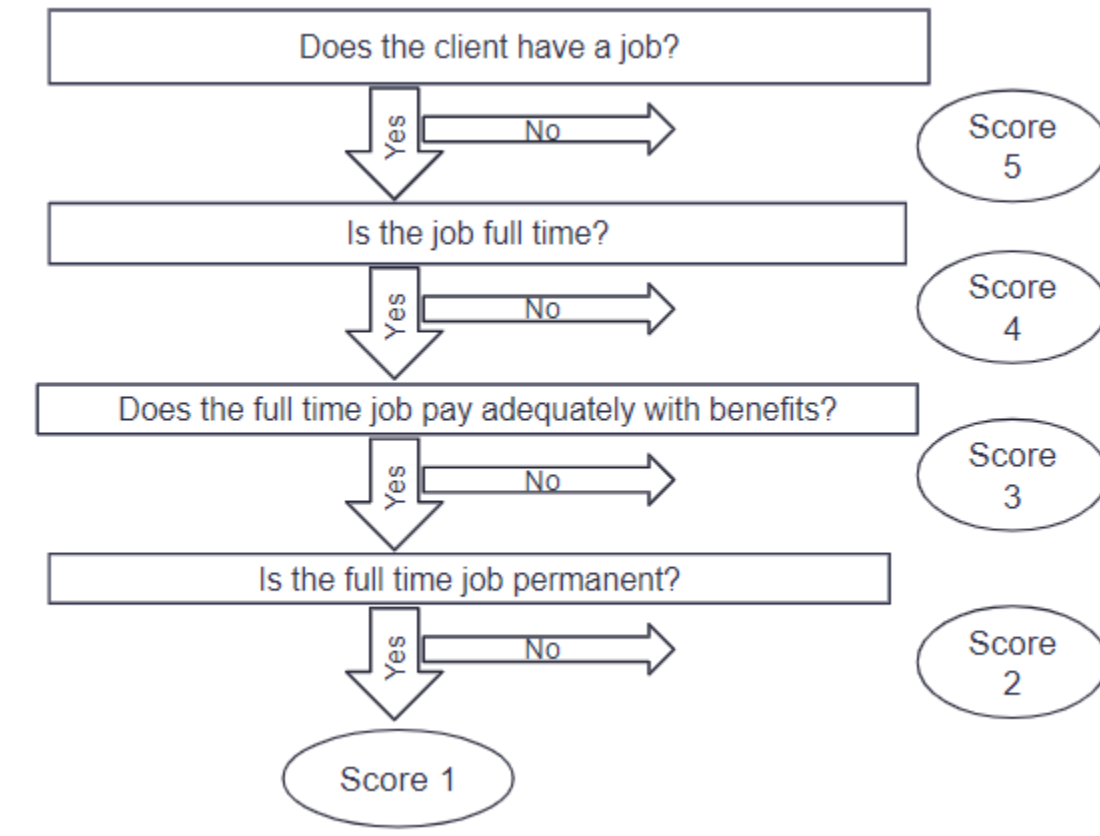 Does the client have a job?
Yes
No
Score
5
Is the job full time?
Yes
No
Score
4
Does the full time job pay adequately with benefits?
Yes
No
Score
3
Is the full time job permanent?
Yes
No
Score
2
Score 1